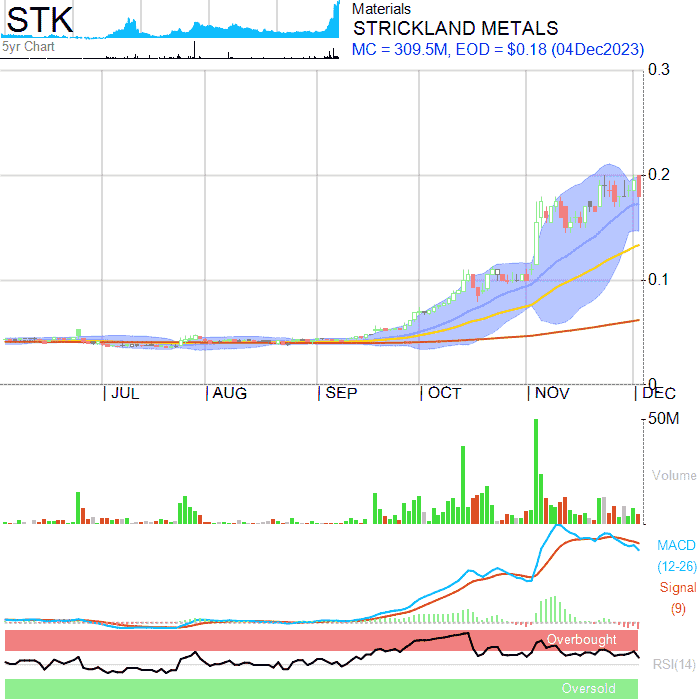 STK
5yr Chart
Materials
STRICKLAND METALS
MC = 309.5M, EOD = $0.18 (04Dec2023)
0.3
0.2
0.1
0
JUL AUG SEP OCT NOV DEC
50M
Volume
MACD
(12-26)
Signal
(9)
Overbought
RSI(14)
Oversold